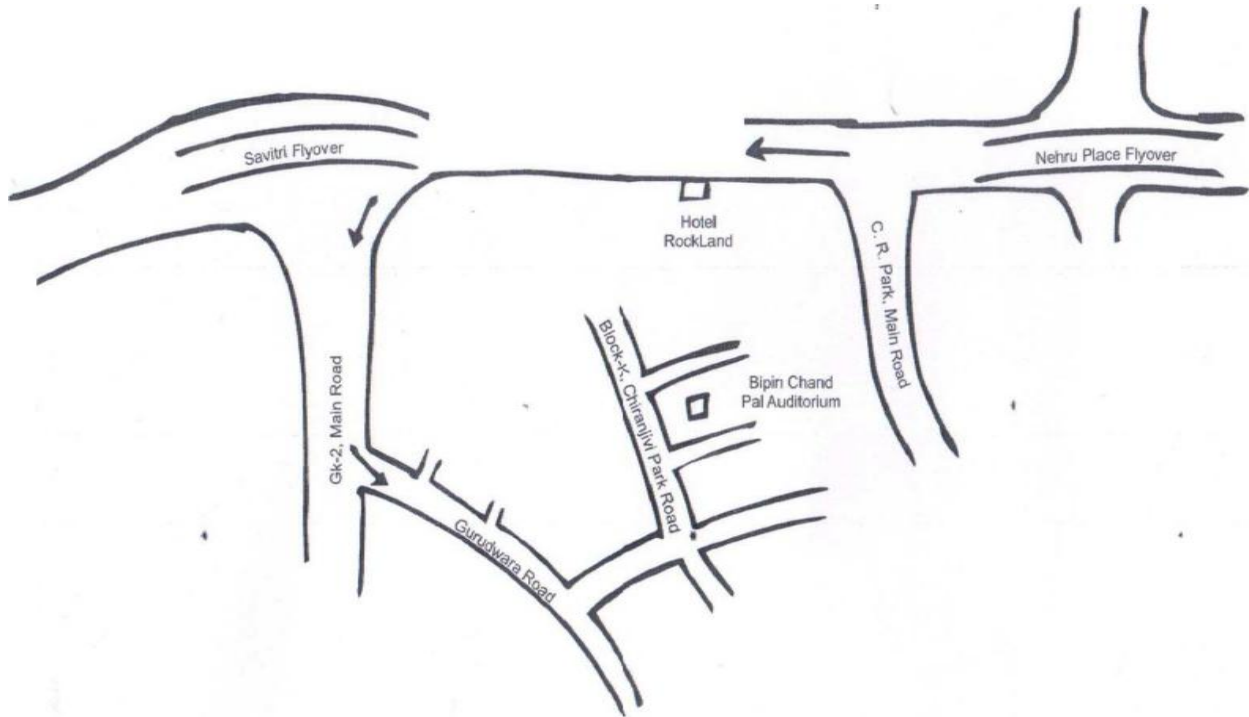 Savitri Flyover
Nehru Place Flyover
Hotel
RockLand
C. R. Park, Main Road
Block-K, Chiranjivi Park Road
Bipin Chand
Pal Auditorium
Gk-2, Main Road
Gurudwara Road